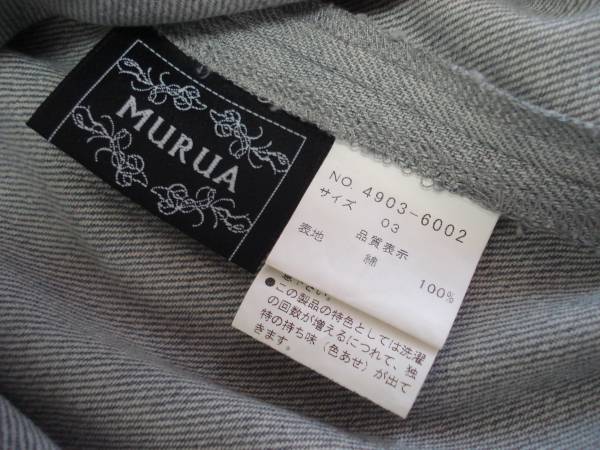 MURUA
NO. 4903-6002
サイズ 03
品質表示
表地 綿 100%
●この製品の特色としては洗濯
の回数が増えるにつれて、独
特の持ち味（色あせ）が出て
きます。